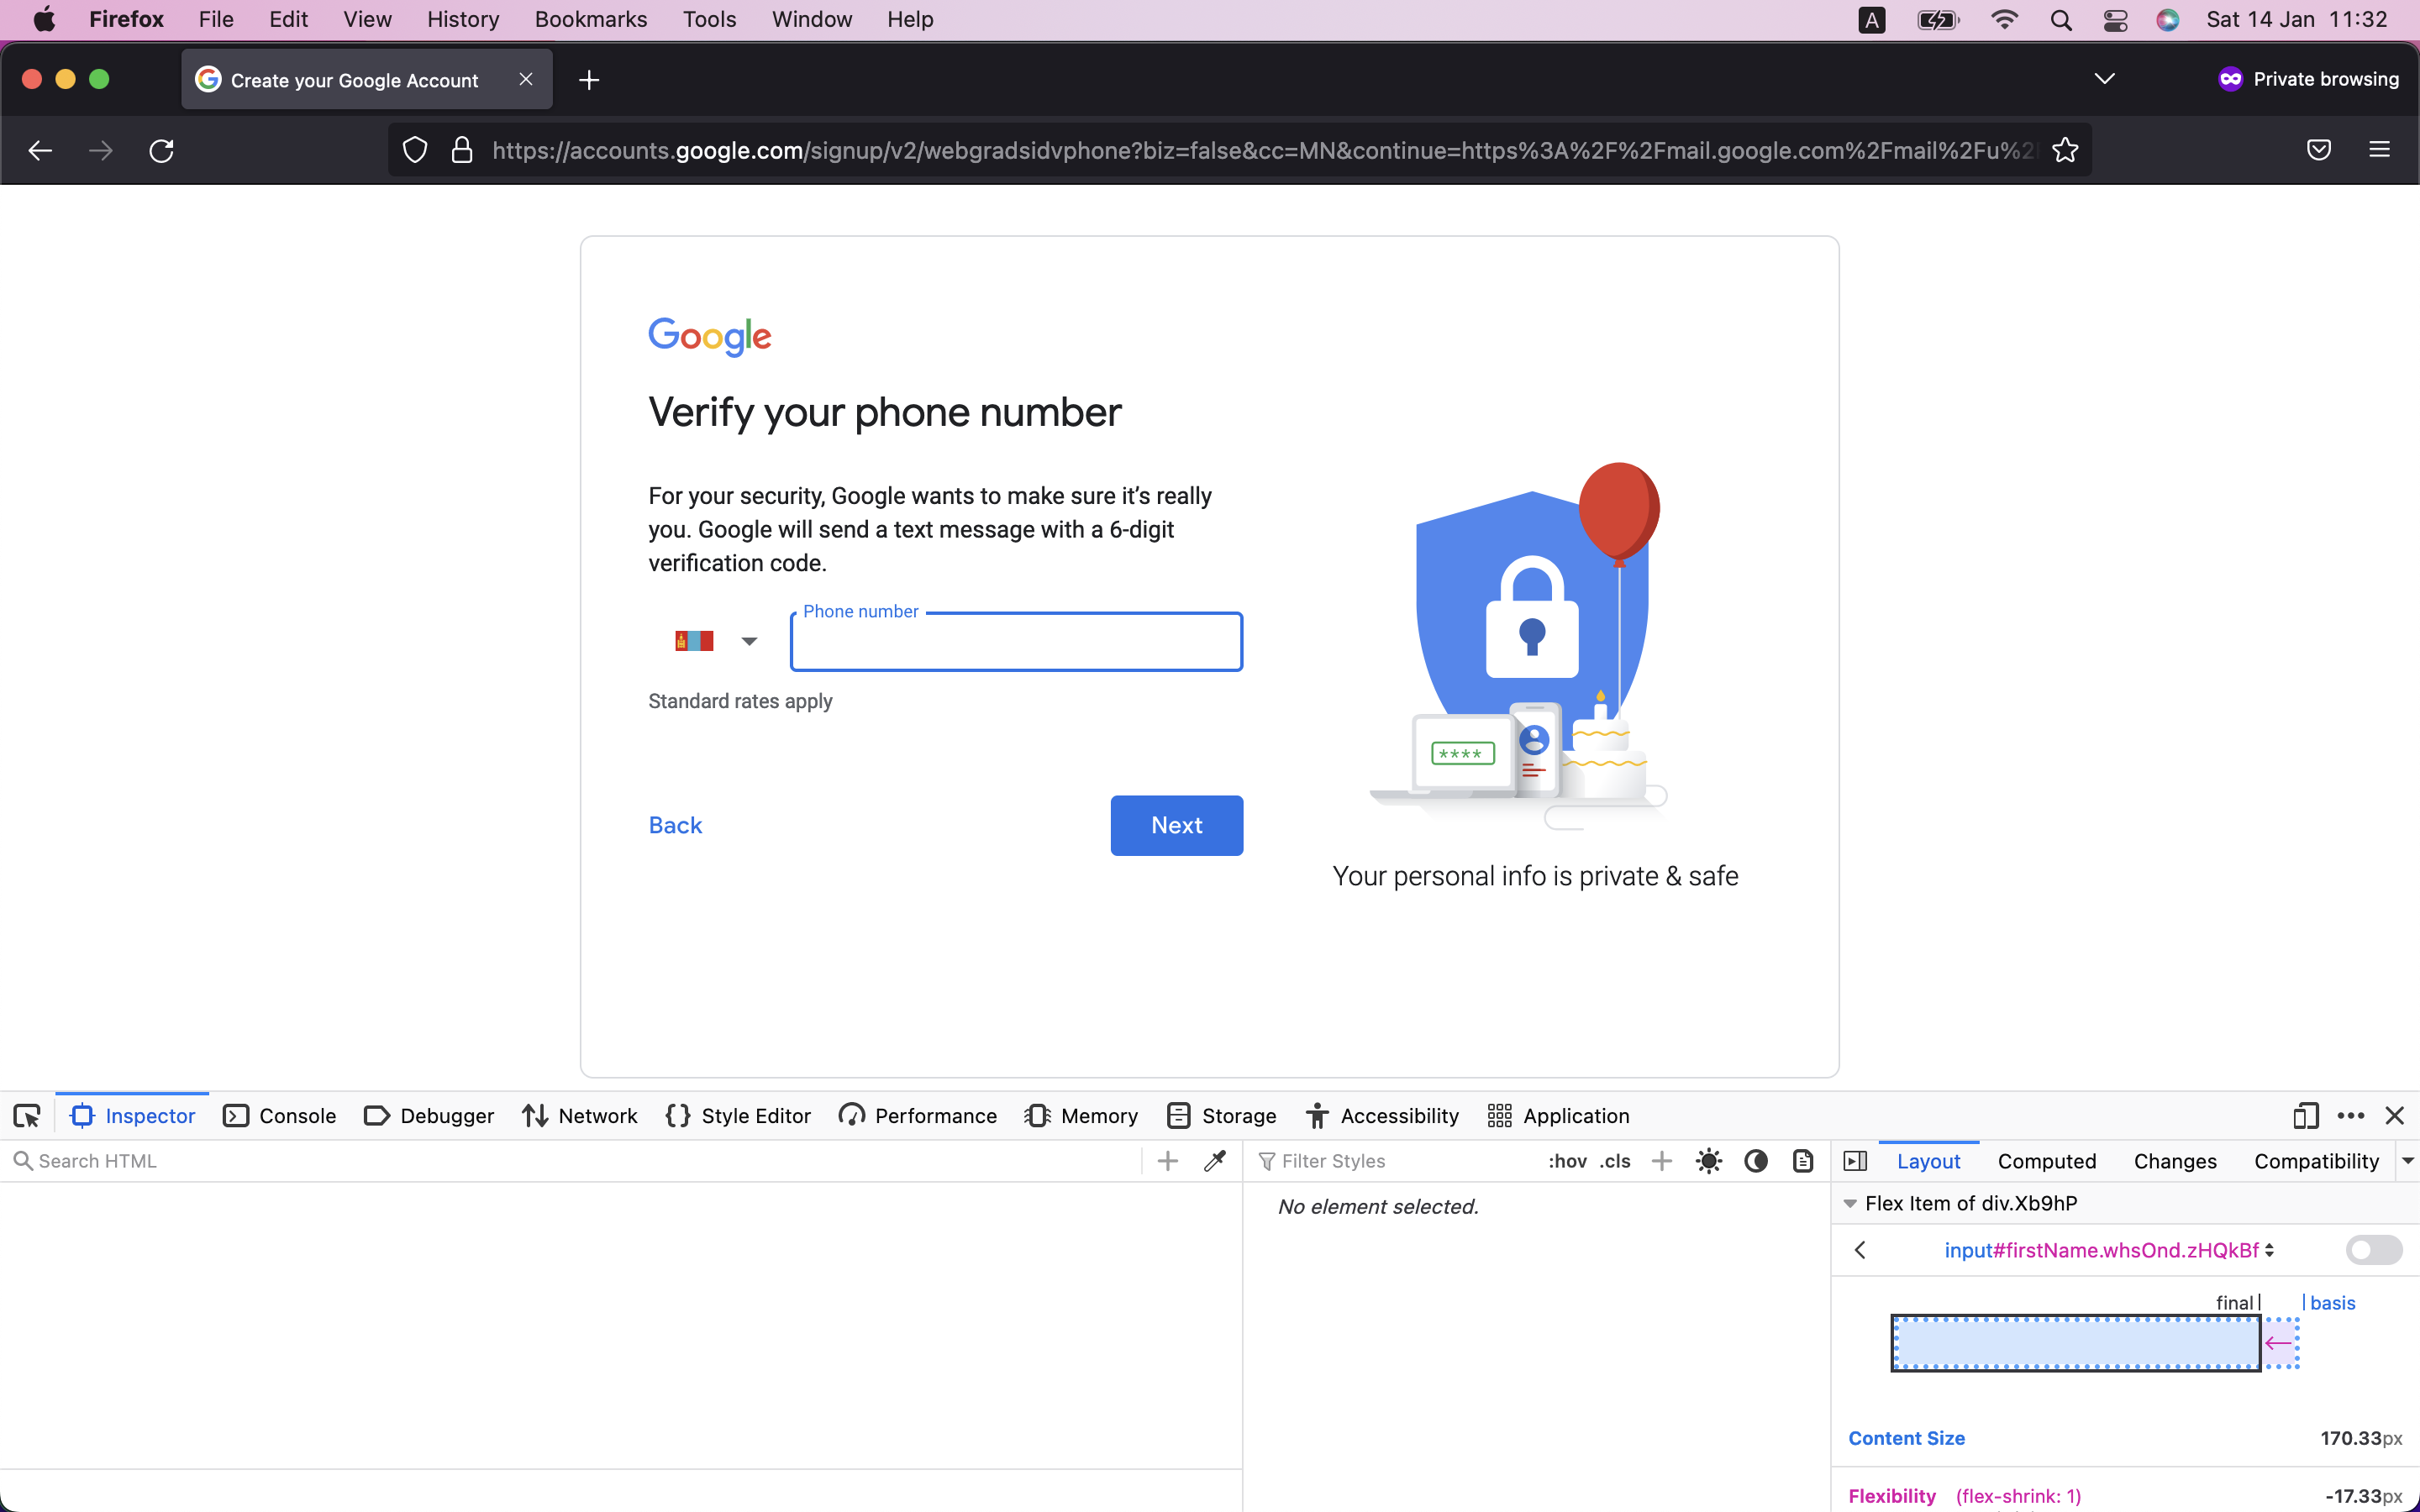 Firefox File Edit View History Bookmarks Tools Window Help A Sat 14 Jan 11:32
Create your Google Account Private browsing
https://accounts.google.com/signup/v2/webgradsidvphone?biz=false&cc=MN&continue=https%3A%2F%2Fmail.google.com%2Fmail%2Fu%2
Google
Verify your phone number
For your security, Google wants to make sure it’s really
you. Google will send a text message with a 6-digit
verification code.
Phone number
Standard rates apply
Back Next
****
Your personal info is private & safe
Inspector Console Debugger Network Style Editor Performance Memory Storage Accessibility Application
Search HTML
Filter Styles :hov .cls
Layout Computed Changes Compatibility
No element selected.
Flex Item of div.Xb9hP
input#firstName.whsOnd.zHQkBf
final basis
Content Size 170.33px
Flexibility (flex-shrink: 1) -17.33px